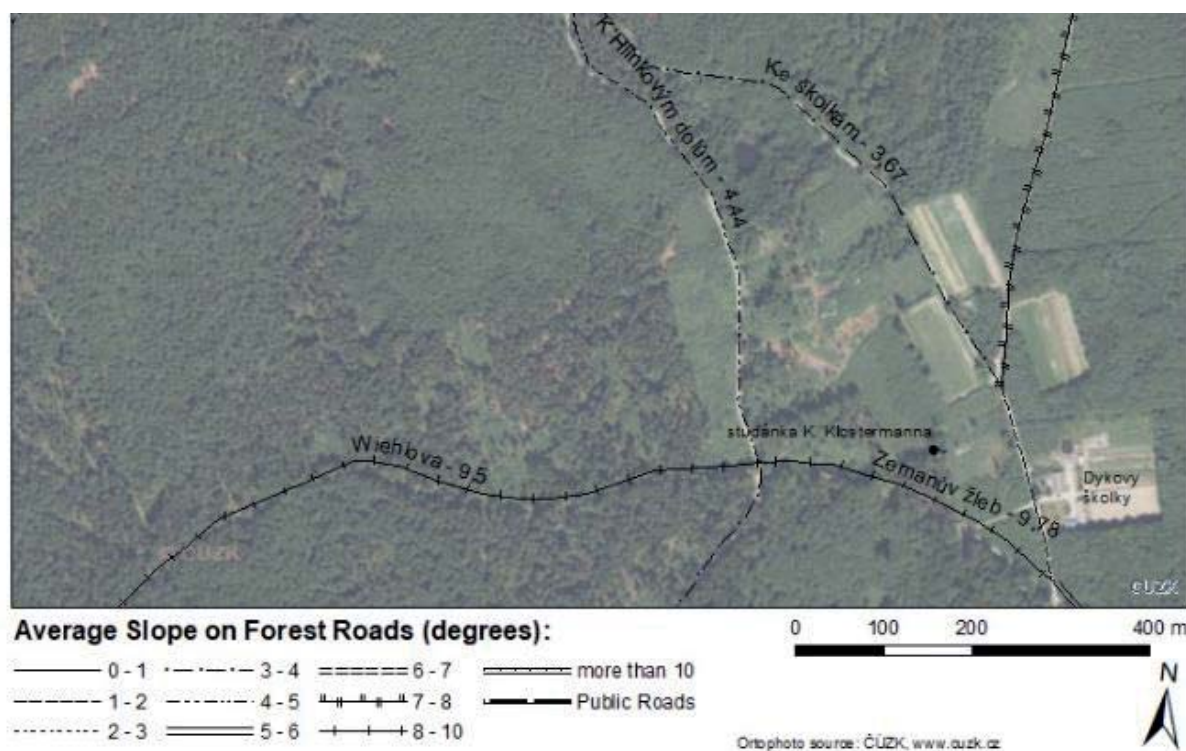 K Hlinkovým dolům - 4,44
Ke školkám - 3,67
studánka K. Klostermanna
Wiehlova - 9,5
Zemanův žleb - 9,78
Dykovy
školky
©ČÚZK
©ČÚZK
Average Slope on Forest Roads (degrees):
0 - 1
1 - 2
2 - 3
3 - 4
4 - 5
5 - 6
6 - 7
7 - 8
8 - 10
more than 10
Public Roads
0 100 200 400 m
N
Ortophoto source: ČÚZK, www.cuzk.cz